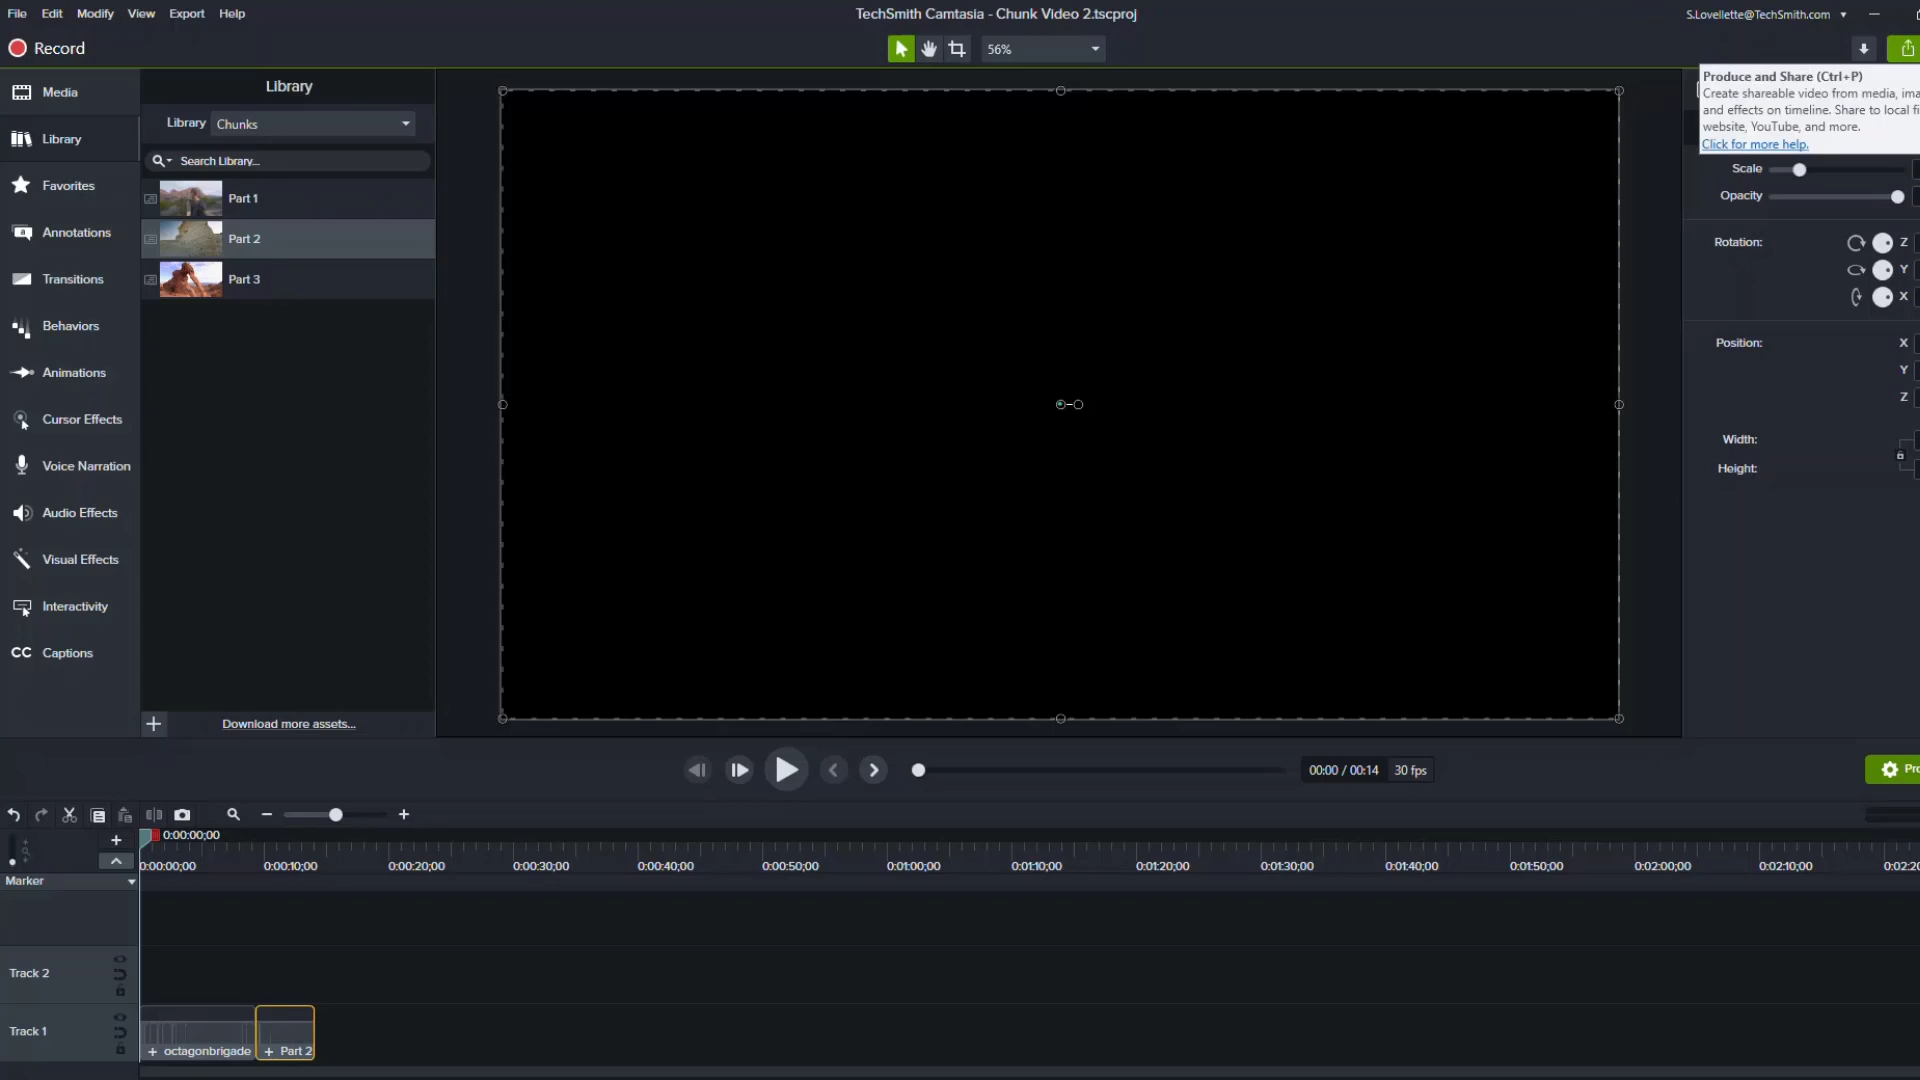 File Edit Modify View Export Help
TechSmith Camtasia - Chunk Video 2.tscproj
S.Lovellette@TechSmith.com
Record
56%
Produce and Share (Ctrl+P)
Create shareable video from media, ima
and effects on timeline. Share to local fi
website, YouTube, and more.
Click for more help.
Media
Library
Favorites
Annotations
Transitions
Behaviors
Animations
Cursor Effects
Voice Narration
Audio Effects
Visual Effects
Interactivity
CC Captions
Library
Library Chunks
Search Library...
Part 1
Part 2
Part 3
Download more assets...
Scale
Opacity
Rotation: Z
Y
X
Position: X
Y
Z
Width:
Height:
00:00 / 00:14 30 fps
Pro
0:00:00;00
0:00:00;00 0:00:10;00 0:00:20;00 0:00:30;00 0:00:40;00 0:00:50;00 0:01:00;00 0:01:10;00 0:01:20;00 0:01:30;00 0:01:40;00 0:01:50;00 0:02:00;00 0:02:10;00 0:02:20
Marker
Track 2
Track 1
+ octagonbrigade + Part 2